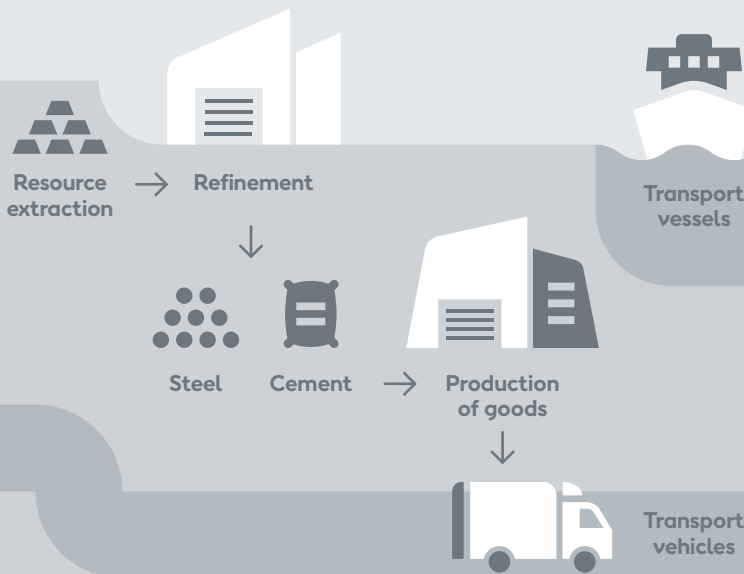 Resource
extraction
Refinement
Transport
vessels
Steel
Cement
Production
of goods
Transport
vehicles